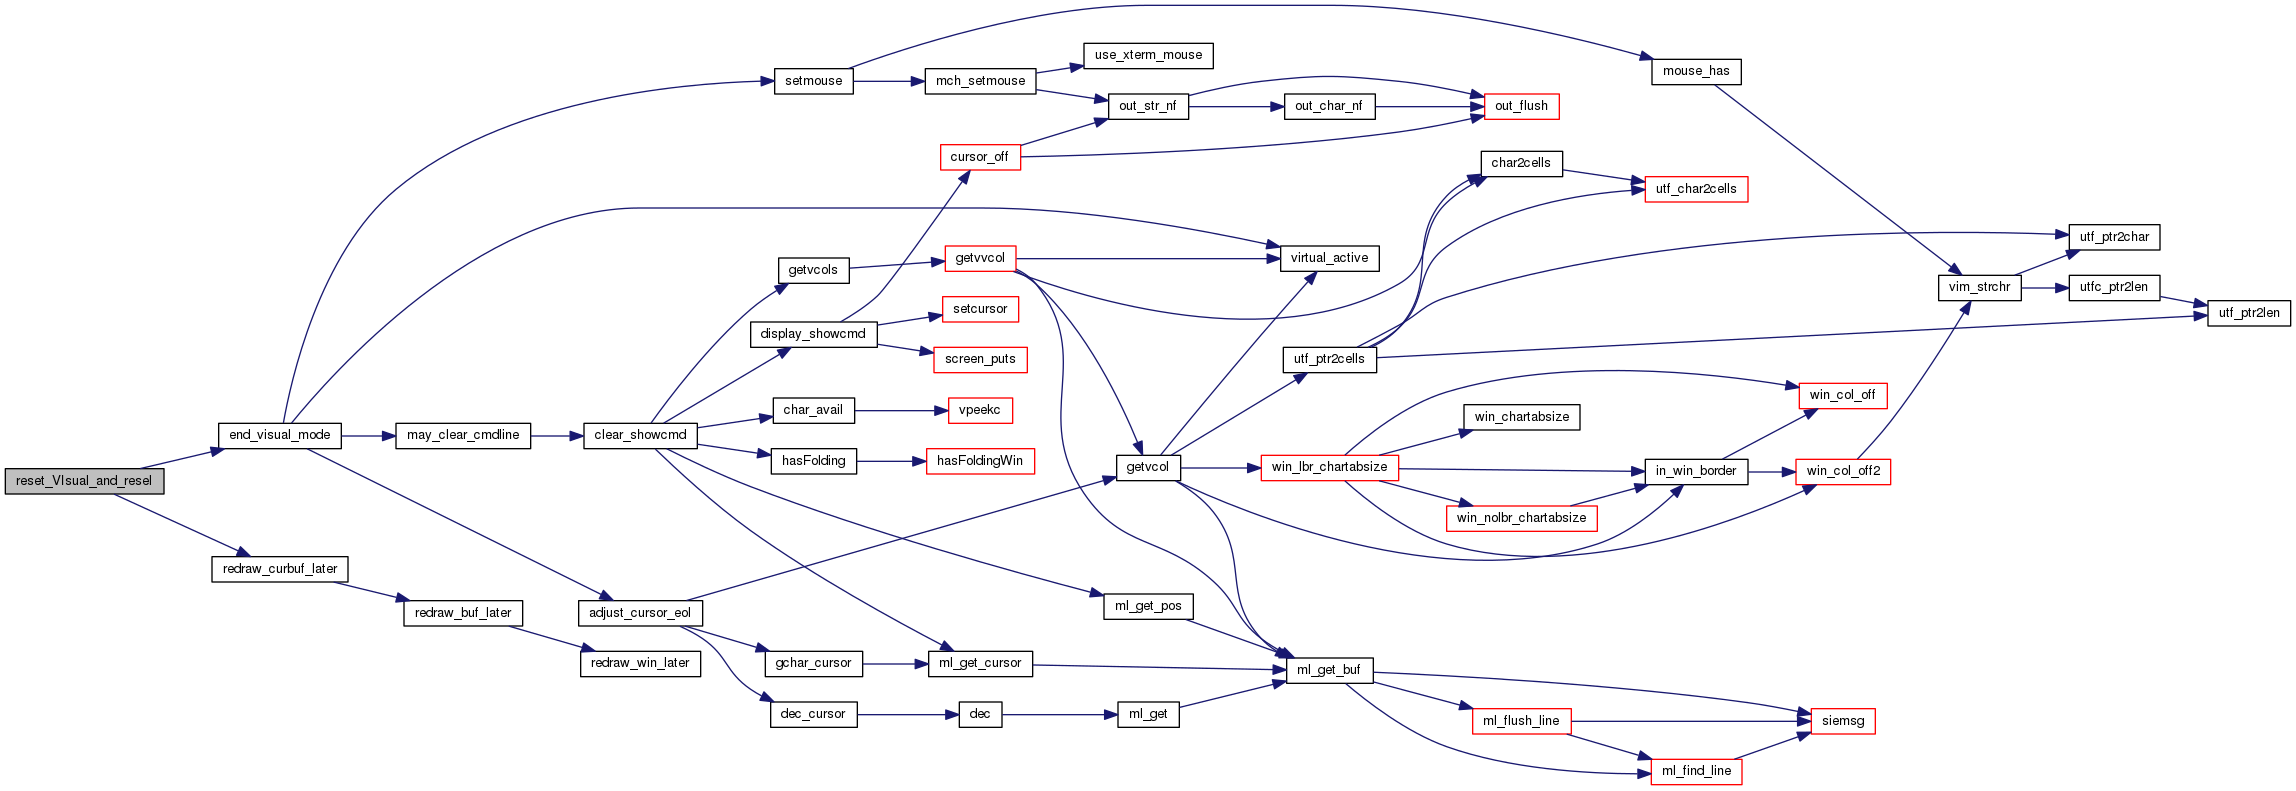 reset_VIsual_and_resel
end_visual_mode
redraw_curbuf_later
may_clear_cmdline
redraw_buf_later
clear_showcmd
adjust_cursor_eol
redraw_win_later
setmouse
getvcols
display_showcmd
char_avail
hasFolding
gchar_cursor
dec_cursor
mch_setmouse
cursor_off
getvvcol
setcursor
screen_puts
vpeekc
hasFoldingWin
ml_get_cursor
dec
use_xterm_mouse
out_str_nf
getvcol
ml_get_pos
ml_get
out_char_nf
virtual_active
utf_ptr2cells
win_lbr_chartabsize
ml_get_buf
out_flush
char2cells
win_chartabsize
win_nolbr_chartabsize
ml_flush_line
mouse_has
utf_char2cells
in_win_border
ml_find_line
win_col_off
win_col_off2
siemsg
vim_strchr
utf_ptr2char
utfc_ptr2len
utf_ptr2len